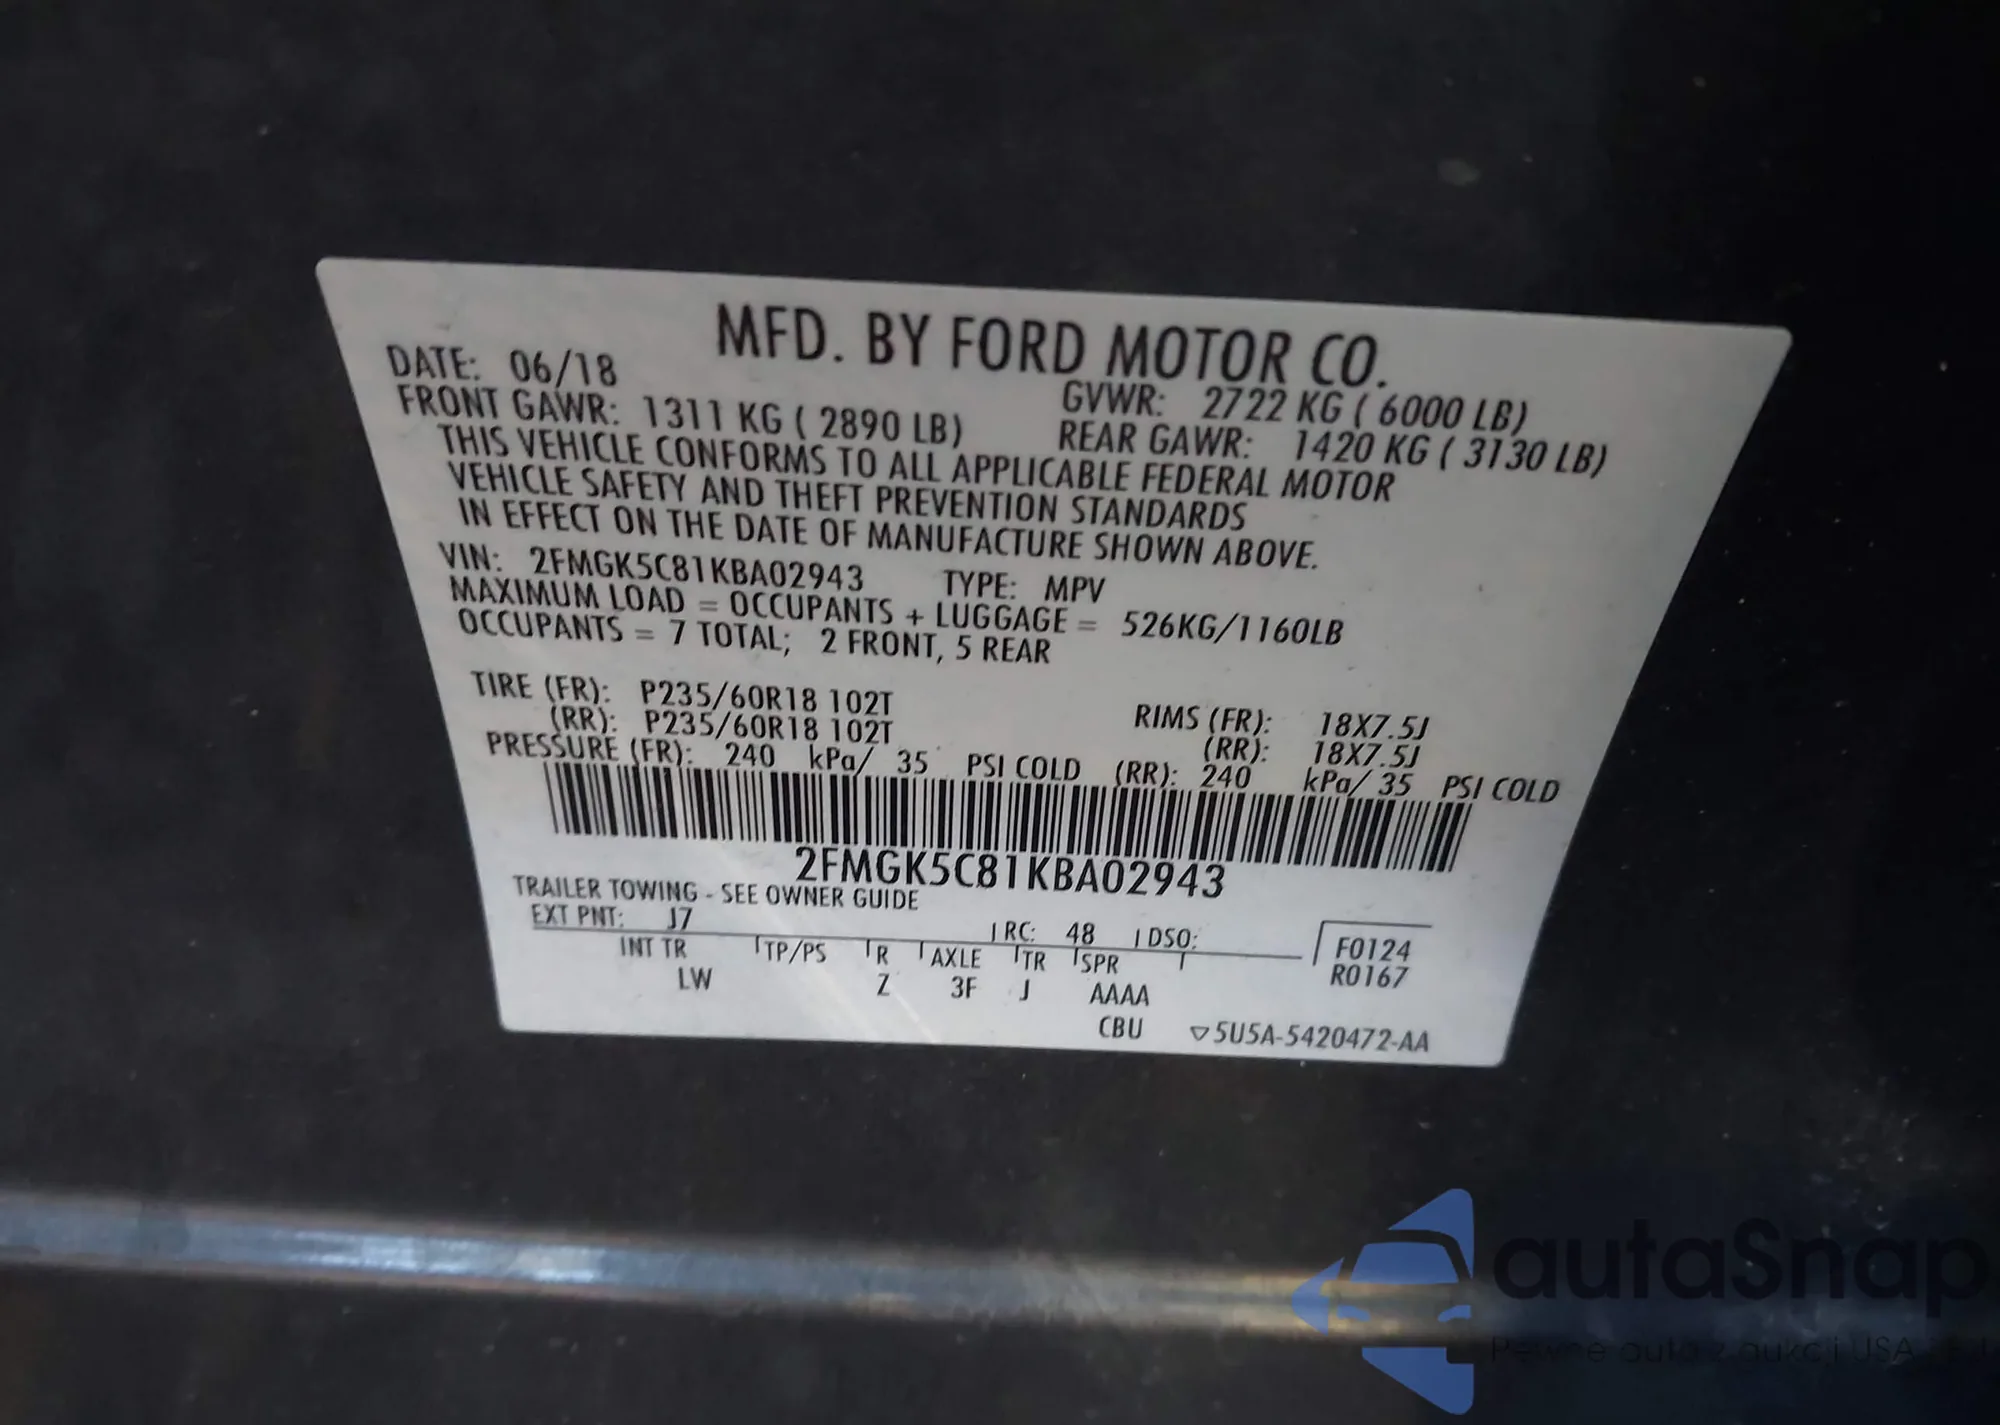 MFD. BY FORD MOTOR CO.
DATE: 06/18 GVWR: 2722 KG ( 6000 LB)
FRONT GAWR: 1311 KG ( 2890 LB) REAR GAWR: 1420 KG ( 3130 LB)
THIS VEHICLE CONFORMS TO ALL APPLICABLE FEDERAL MOTOR
VEHICLE SAFETY AND THEFT PREVENTION STANDARDS
IN EFFECT ON THE DATE OF MANUFACTURE SHOWN ABOVE.
VIN: 2FMGK5C81KBA02943 TYPE: MPV
MAXIMUM LOAD = OCCUPANTS + LUGGAGE = 526KG/1160LB
OCCUPANTS = 7 TOTAL; 2 FRONT, 5 REAR
TIRE (FR): P235/60R18 102T RIMS (FR): 18X7.5J
(RR): P235/60R18 102T (RR): 18X7.5J
PRESSURE (FR): 240 kPa/ 35 PSI COLD (RR): 240 kPa/ 35 PSI COLD
2FMGK5C81KBA02943
TRAILER TOWING - SEE OWNER GUIDE
EXT PNT: J7 RC: 48 DSO: F0124
INT TR TP/PS R AXLE TR SPR R0167
LW Z 3F J AAAA
CBU ▽5U5A-5420472-AA
autaSnap
Pewne auta z aukcji USA